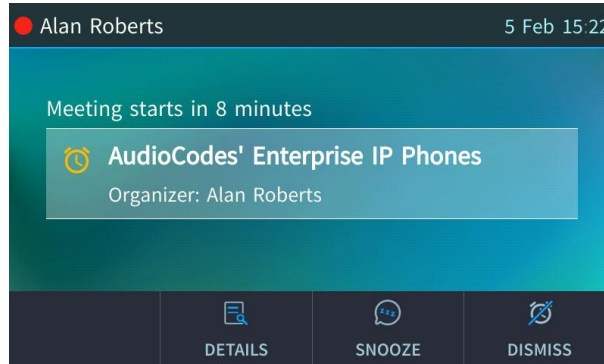 Alan Roberts 5 Feb 15:22
Meeting starts in 8 minutes
AudioCodes' Enterprise IP Phones
Organizer: Alan Roberts
zzz
DETAILS SNOOZE DISMISS